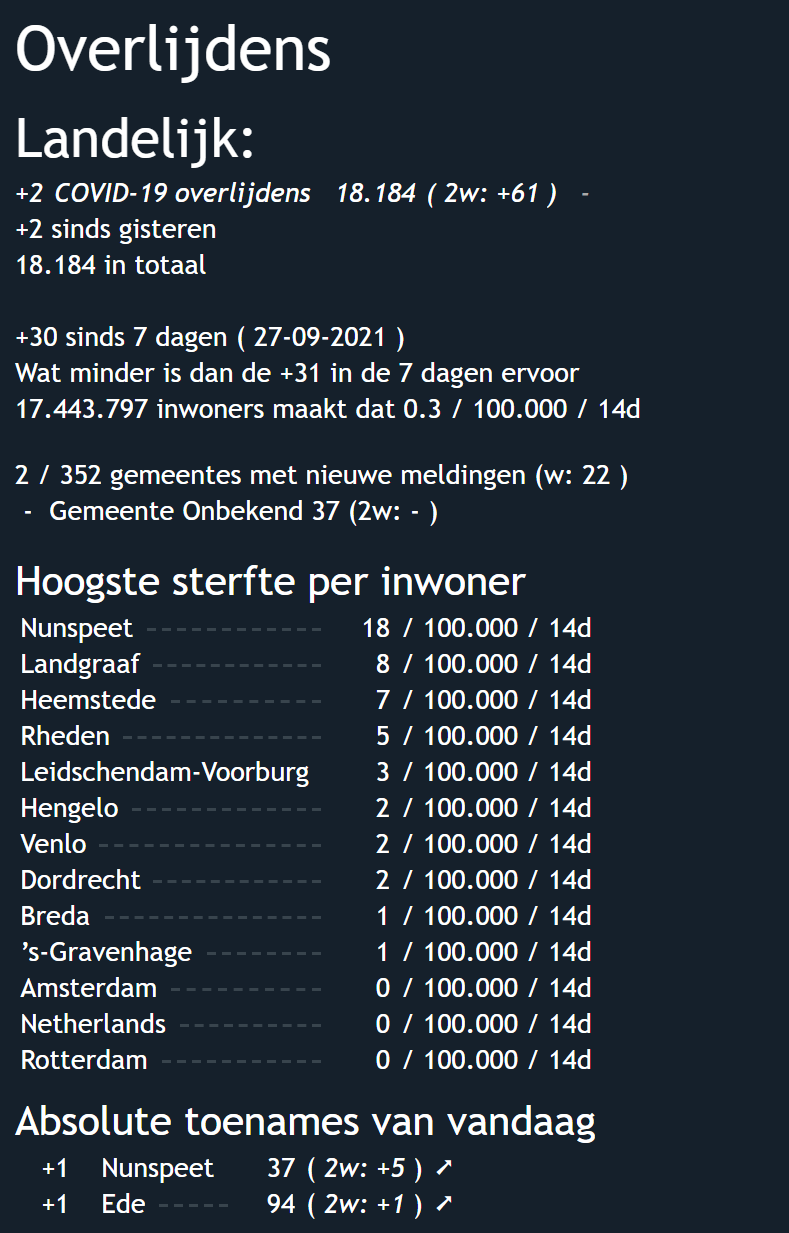 Overlijdens
Landelijk:
+2 COVID-19 overlijdens 18.184 ( 2w: +61 ) -
+2 sinds gisteren
18.184 in totaal
+30 sinds 7 dagen ( 27-09-2021 )
Wat minder is dan de +31 in de 7 dagen ervoor
17.443.797 inwoners maakt dat 0.3 / 100.000 / 14d
2 / 352 gemeentes met nieuwe meldingen (w: 22 )
- Gemeente Onbekend 37 (2w: - )
Hoogste sterfte per inwoner
Nunspeet ------------ 18 / 100.000 / 14d
Landgraaf ------------ 8 / 100.000 / 14d
Heemstede ---------- 7 / 100.000 / 14d
Rheden -------------- 5 / 100.000 / 14d
Leidschendam-Voorburg 3 / 100.000 / 14d
Hengelo ------------- 2 / 100.000 / 14d
Venlo ---------------- 2 / 100.000 / 14d
Dordrecht ------------ 2 / 100.000 / 14d
Breda --------------- 1 / 100.000 / 14d
’s-Gravenhage -------- 1 / 100.000 / 14d
Amsterdam ---------- 0 / 100.000 / 14d
Netherlands ---------- 0 / 100.000 / 14d
Rotterdam ----------- 0 / 100.000 / 14d
Absolute toenames van vandaag
+1 Nunspeet 37 ( 2w: +5 ) ➚
+1 Ede ----- 94 ( 2w: +1 ) ➚